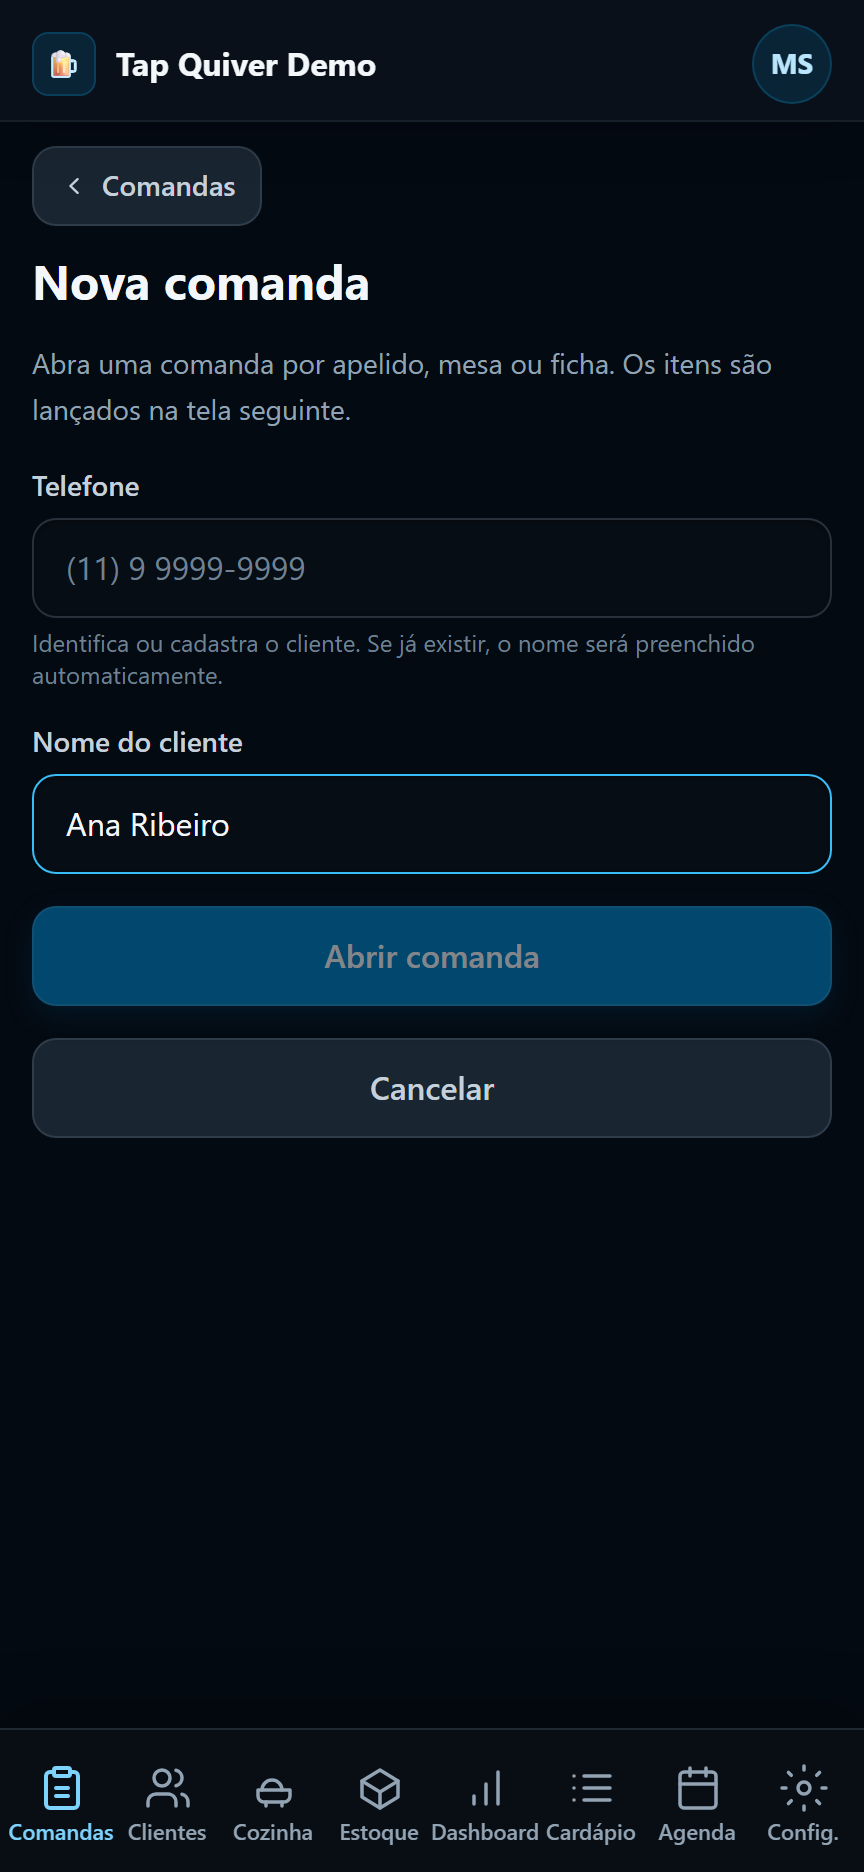 Tap Quiver Demo
MS
Comandas
Nova comanda
Abra uma comanda por apelido, mesa ou ficha. Os itens são
lançados na tela seguinte.
Telefone
(11) 9 9999-9999
Identifica ou cadastra o cliente. Se já existir, o nome será preenchido
automaticamente.
Nome do cliente
Ana Ribeiro
Abrir comanda
Cancelar
Comandas Clientes Cozinha Estoque Dashboard Cardápio Agenda Config.